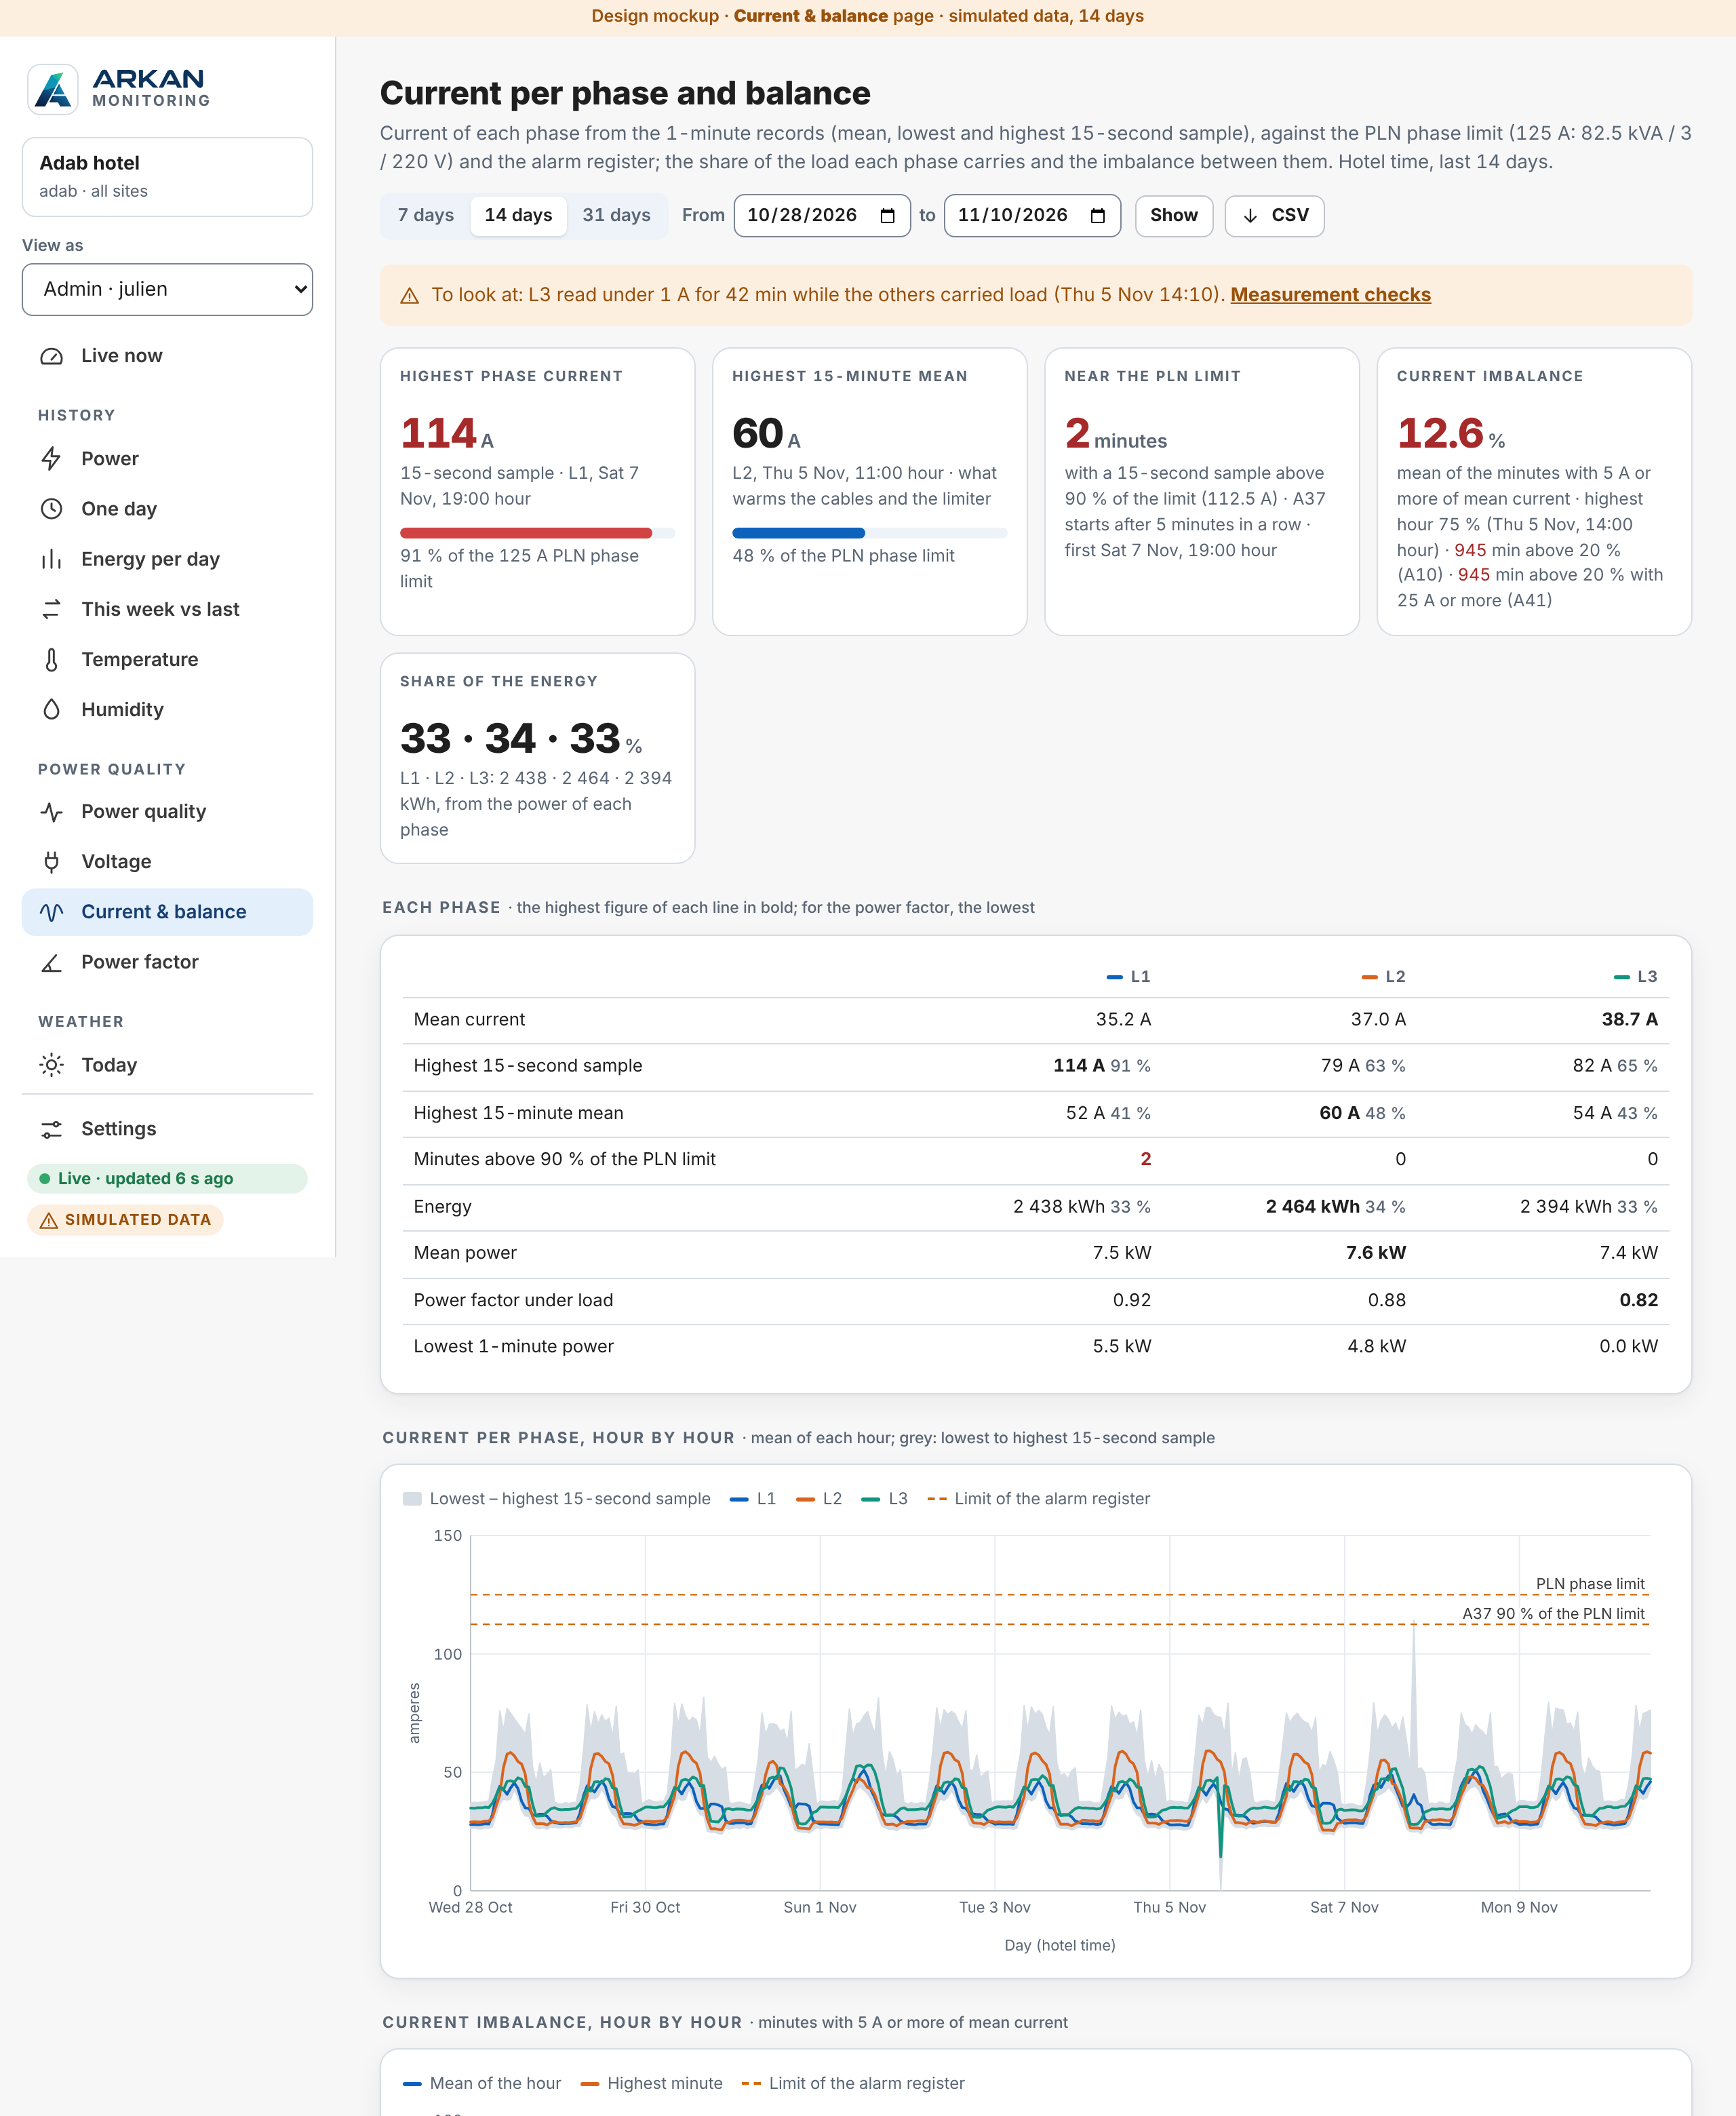 Design mockup · Current & balance page · simulated data, 14 days
ARKAN
MONITORING
Adab hotel
adab · all sites
View as
Admin · julien
Live now
HISTORY
Power
One day
Energy per day
This week vs last
Temperature
Humidity
POWER QUALITY
Power quality
Voltage
Current & balance
Power factor
WEATHER
Today
Settings
Live · updated 6 s ago
SIMULATED DATA
Current per phase and balance
Current of each phase from the 1-minute records (mean, lowest and highest 15-second sample), against the PLN phase limit (125 A: 82.5 kVA / 3
/ 220 V) and the alarm register; the share of the load each phase carries and the imbalance between them. Hotel time, last 14 days.
7 days 14 days 31 days From 10/28/2026 to 11/10/2026 Show ↓ CSV
To look at: L3 read under 1 A for 42 min while the others carried load (Thu 5 Nov 14:10). Measurement checks
HIGHEST PHASE CURRENT
114 A
15-second sample · L1, Sat 7
Nov, 19:00 hour
91 % of the 125 A PLN phase
limit
HIGHEST 15-MINUTE MEAN
60 A
L2, Thu 5 Nov, 11:00 hour · what
warms the cables and the limiter
48 % of the PLN phase limit
NEAR THE PLN LIMIT
2 minutes
with a 15-second sample above
90 % of the limit (112.5 A) · A37
starts after 5 minutes in a row ·
first Sat 7 Nov, 19:00 hour
CURRENT IMBALANCE
12.6 %
mean of the minutes with 5 A or
more of mean current · highest
hour 75 % (Thu 5 Nov, 14:00
hour) · 945 min above 20 %
(A10) · 945 min above 20 % with
25 A or more (A41)
SHARE OF THE ENERGY
33 · 34 · 33 %
L1 · L2 · L3: 2 438 · 2 464 · 2 394
kWh, from the power of each
phase
EACH PHASE · the highest figure of each line in bold; for the power factor, the lowest
L1 L2 L3
Mean current 35.2 A 37.0 A 38.7 A
Highest 15-second sample 114 A 91 % 79 A 63 % 82 A 65 %
Highest 15-minute mean 52 A 41 % 60 A 48 % 54 A 43 %
Minutes above 90 % of the PLN limit 2 0 0
Energy 2 438 kWh 33 % 2 464 kWh 34 % 2 394 kWh 33 %
Mean power 7.5 kW 7.6 kW 7.4 kW
Power factor under load 0.92 0.88 0.82
Lowest 1-minute power 5.5 kW 4.8 kW 0.0 kW
CURRENT PER PHASE, HOUR BY HOUR · mean of each hour; grey: lowest to highest 15-second sample
Lowest – highest 15-second sample L1 L2 L3 Limit of the alarm register
150
PLN phase limit
A37 90 % of the PLN limit
100
amperes
50
0
Wed 28 Oct Fri 30 Oct Sun 1 Nov Tue 3 Nov Thu 5 Nov Sat 7 Nov Mon 9 Nov
Day (hotel time)
CURRENT IMBALANCE, HOUR BY HOUR · minutes with 5 A or more of mean current
Mean of the hour Highest minute Limit of the alarm register